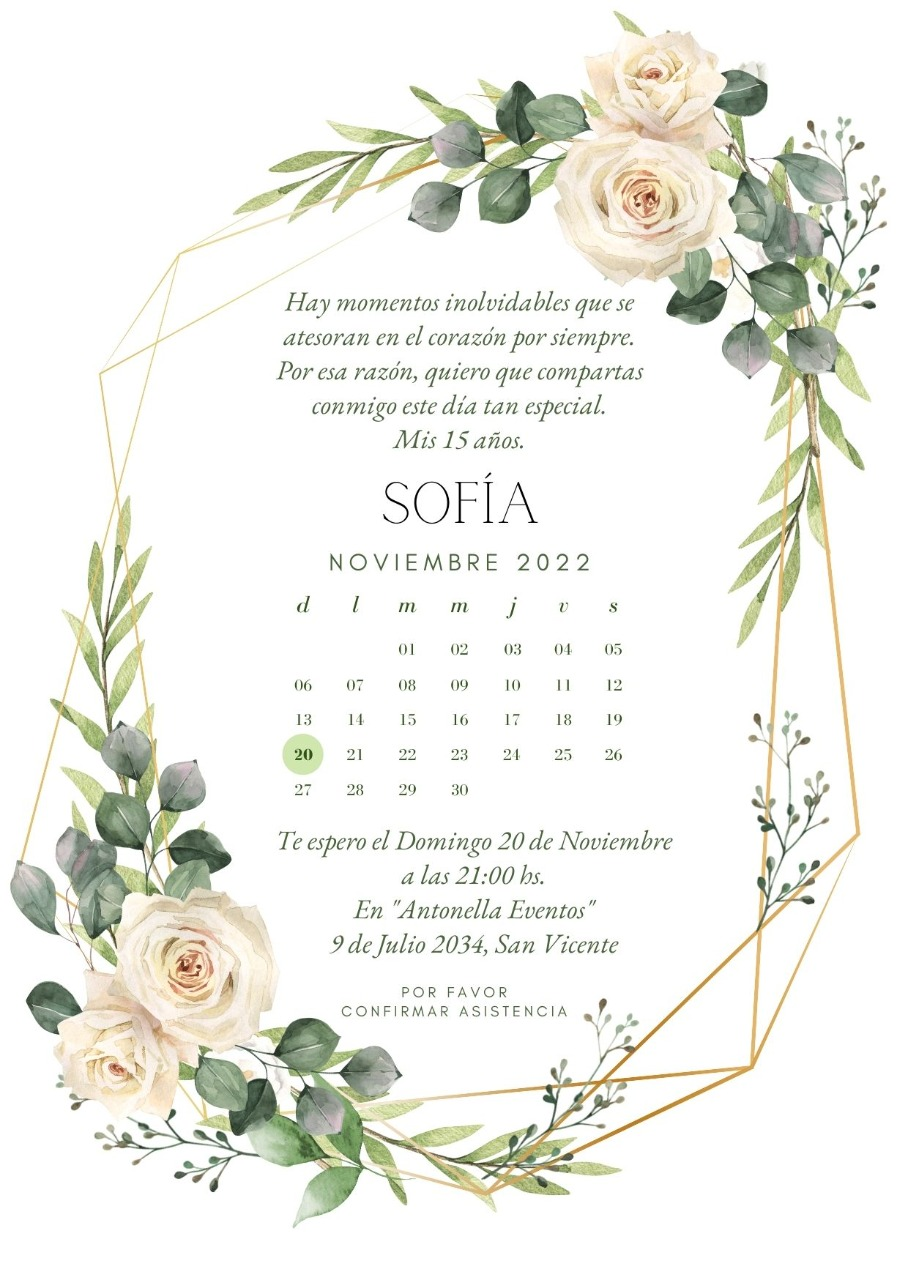 Hay momentos inolvidables que se
atesoran en el corazón por siempre.
Por esa razón, quiero que compartas
conmigo este día tan especial.
Mis 15 años.
SOFÍA
NOVIEMBRE 2022
d l m m j v s
01 02 03 04 05
06 07 08 09 10 11 12
13 14 15 16 17 18 19
20 21 22 23 24 25 26
27 28 29 30
Te espero el Domingo 20 de Noviembre
a las 21:00 hs.
En "Antonella Eventos"
9 de Julio 2034, San Vicente
POR FAVOR
CONFIRMAR ASISTENCIA